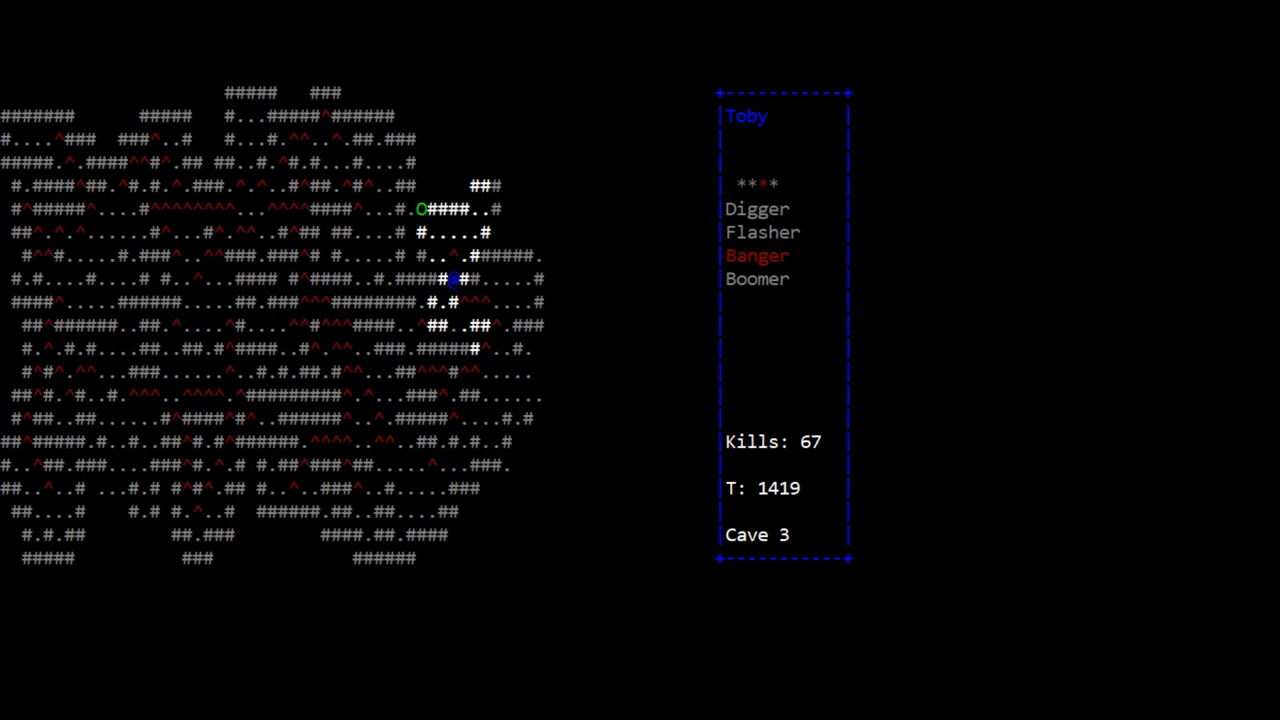 Toby
****
Digger
Flasher
Banger
Boomer
Kills: 67
T: 1419
Cave 3